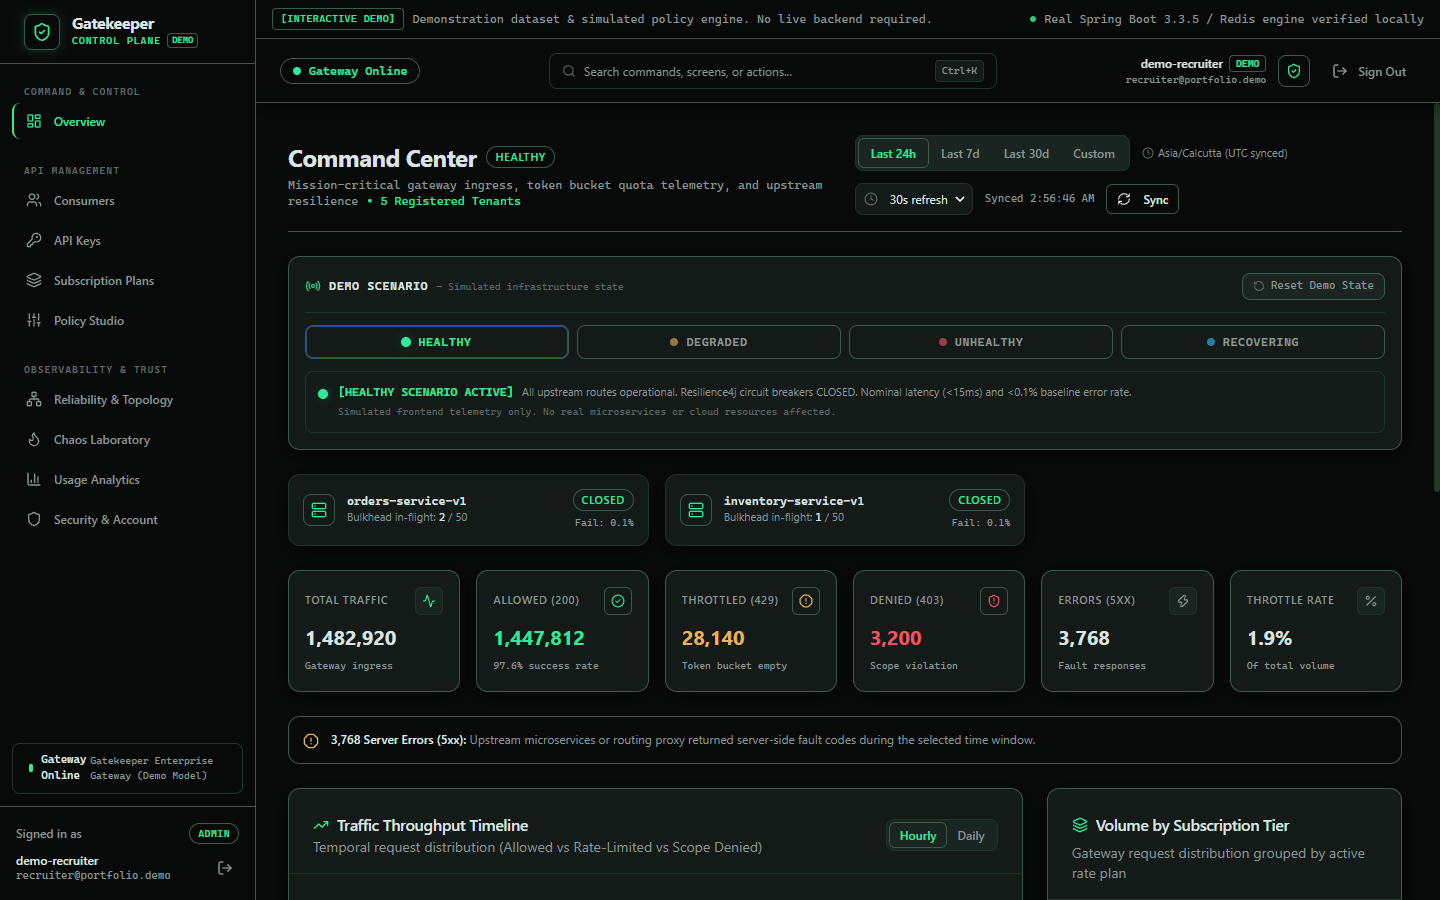 Gatekeeper
CONTROL PLANE DEMO
COMMAND & CONTROL
Overview
API MANAGEMENT
Consumers
API Keys
Subscription Plans
Policy Studio
OBSERVABILITY & TRUST
Reliability & Topology
Chaos Laboratory
Usage Analytics
Security & Account
Gateway Online
Gatekeeper Enterprise Gateway (Demo Model)
Signed in as ADMIN
demo-recruiter
recruiter@portfolio.demo
[INTERACTIVE DEMO] Demonstration dataset & simulated policy engine. No live backend required.
Real Spring Boot 3.3.5 / Redis engine verified locally
Gateway Online
Search commands, screens, or actions... Ctrl+K
demo-recruiter DEMO
recruiter@portfolio.demo
Sign Out
Command Center HEALTHY
Mission-critical gateway ingress, token bucket quota telemetry, and upstream
resilience • 5 Registered Tenants
Last 24h Last 7d Last 30d Custom
Asia/Calcutta (UTC synced)
30s refresh
Synced 2:56:46 AM
Sync
DEMO SCENARIO — Simulated infrastructure state
Reset Demo State
HEALTHY
DEGRADED
UNHEALTHY
RECOVERING
[HEALTHY SCENARIO ACTIVE] All upstream routes operational. Resilience4j circuit breakers CLOSED. Nominal latency (<15ms) and <0.1% baseline error rate.
Simulated frontend telemetry only. No real microservices or cloud resources affected.
orders-service-v1
Bulkhead in-flight: 2 / 50
CLOSED
Fail: 0.1%
inventory-service-v1
Bulkhead in-flight: 1 / 50
CLOSED
Fail: 0.1%
TOTAL TRAFFIC
1,482,920
Gateway ingress
ALLOWED (200)
1,447,812
97.6% success rate
THROTTLED (429)
28,140
Token bucket empty
DENIED (403)
3,200
Scope violation
ERRORS (5XX)
3,768
Fault responses
THROTTLE RATE
1.9%
Of total volume
3,768 Server Errors (5xx): Upstream microservices or routing proxy returned server-side fault codes during the selected time window.
Traffic Throughput Timeline
Temporal request distribution (Allowed vs Rate-Limited vs Scope Denied)
Hourly Daily
Volume by Subscription Tier
Gateway request distribution grouped by active
rate plan